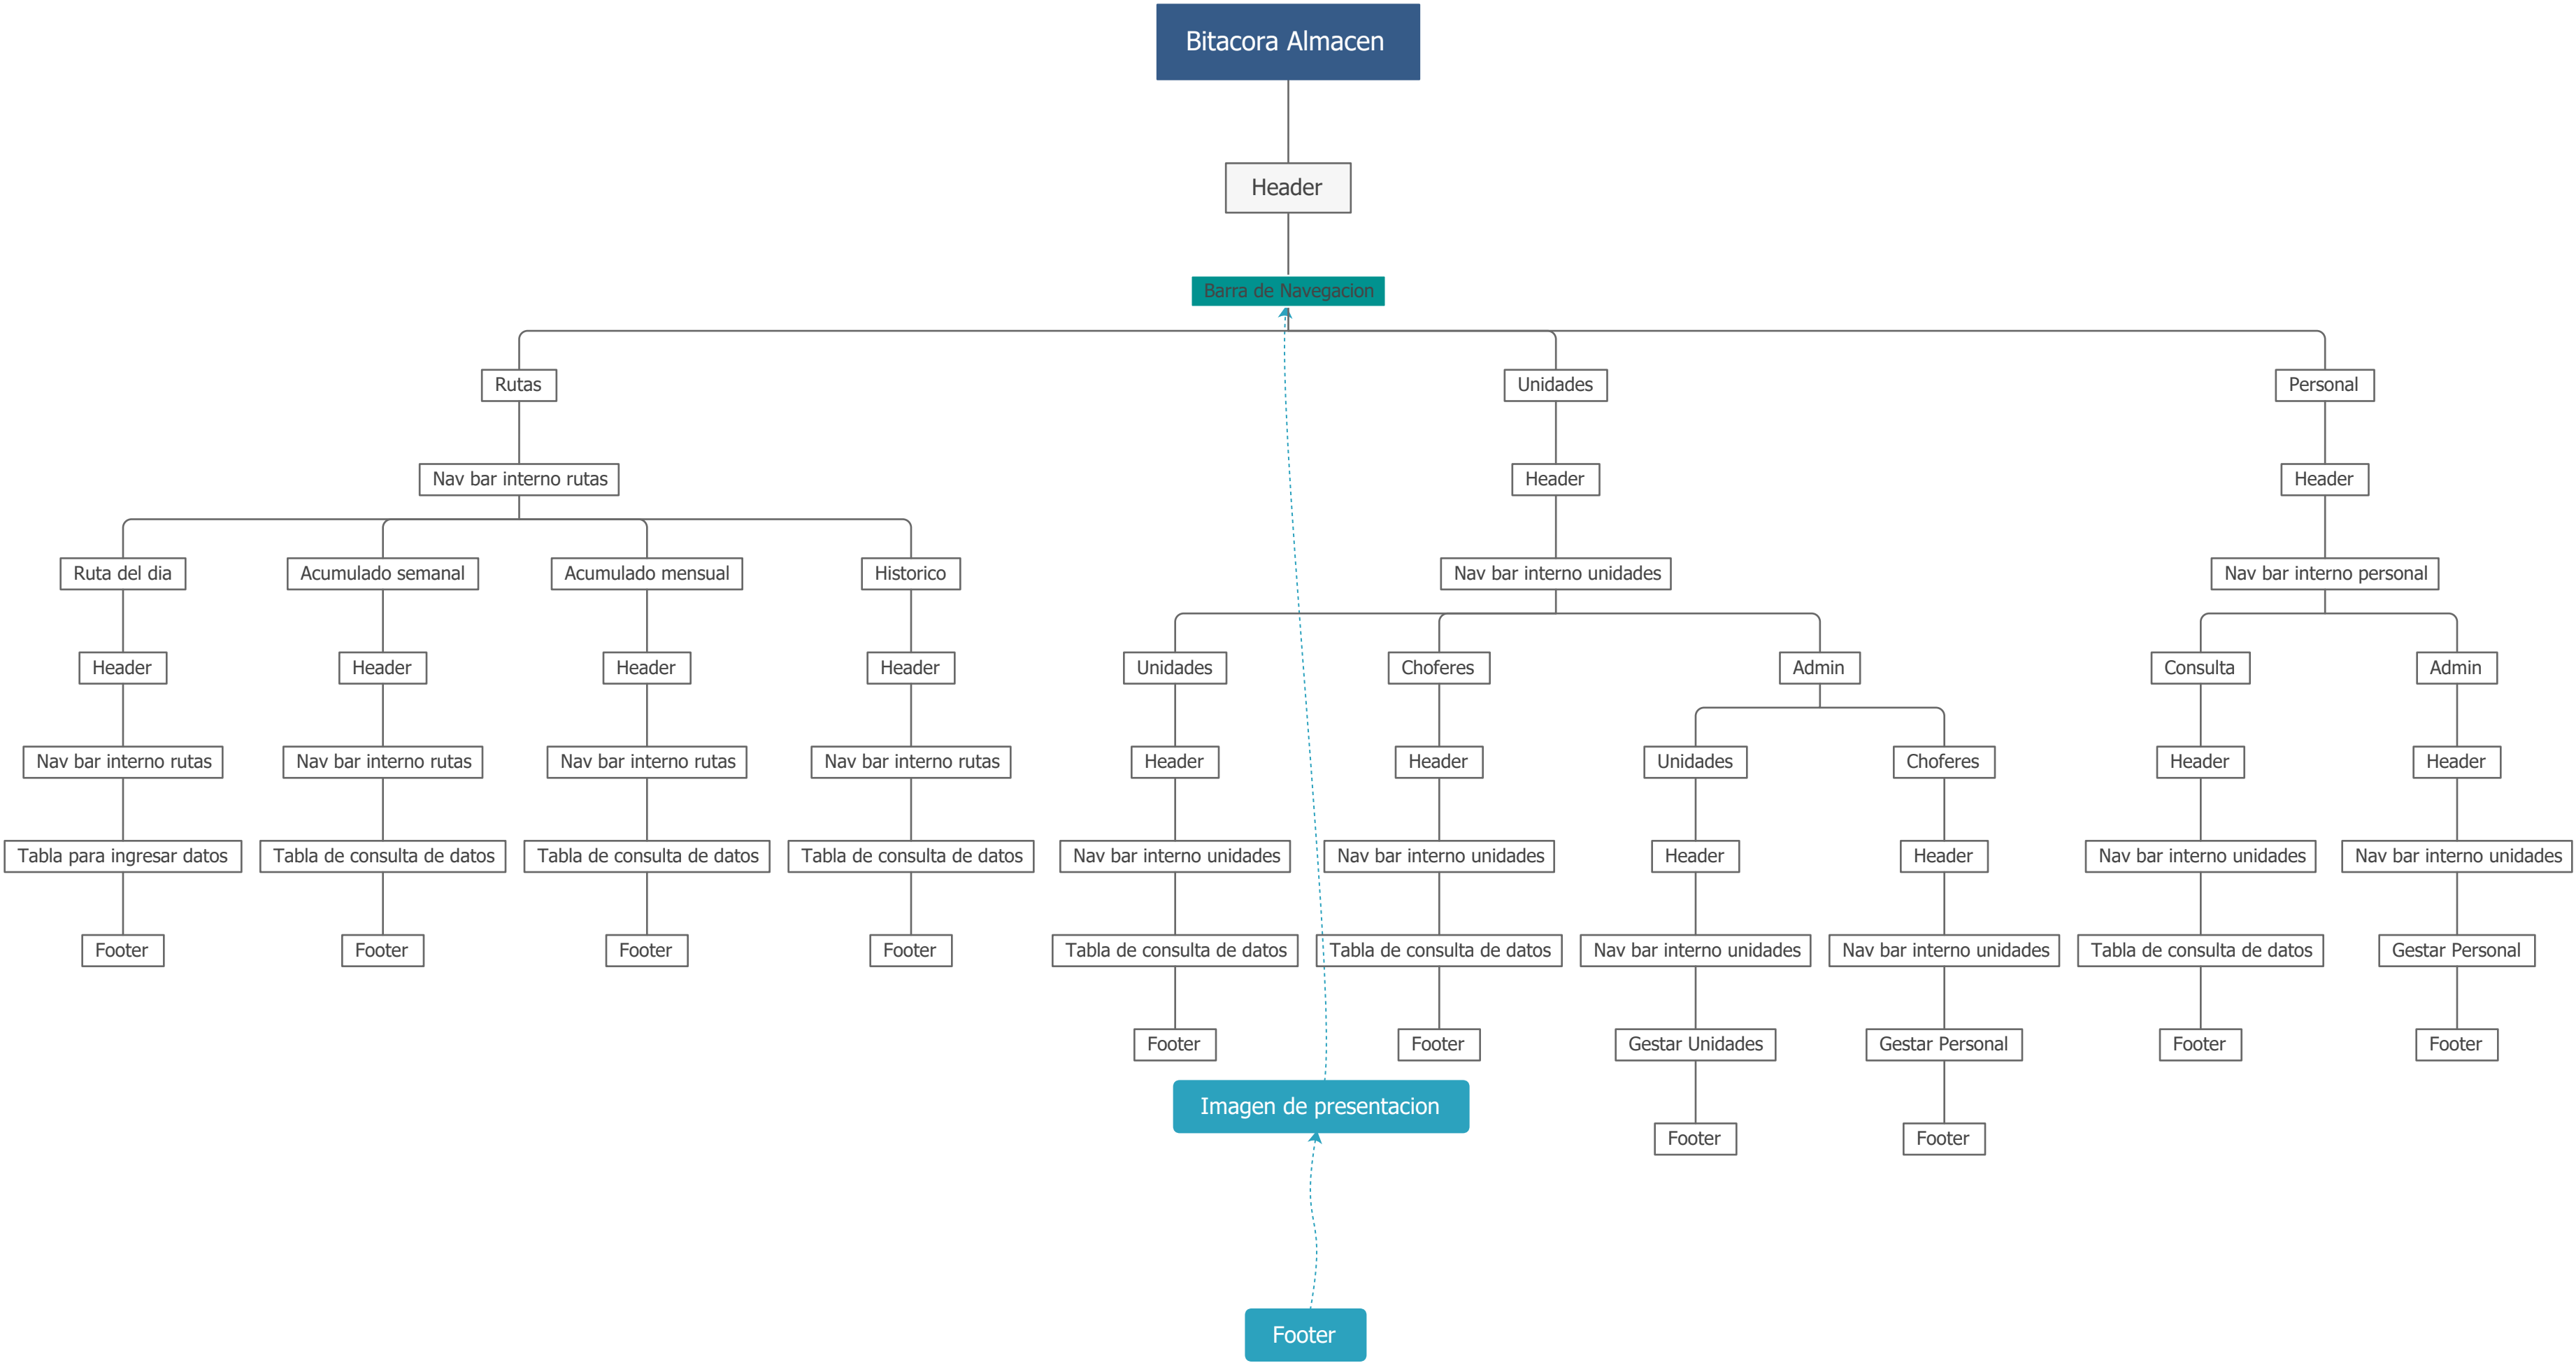 Bitacora Almacen
Header
Barra de Navegacion
Rutas
Unidades
Personal
Nav bar interno rutas
Header
Header
Ruta del dia
Acumulado semanal
Acumulado mensual
Historico
Nav bar interno unidades
Nav bar interno personal
Header
Header
Header
Header
Unidades
Choferes
Admin
Consulta
Admin
Nav bar interno rutas
Nav bar interno rutas
Nav bar interno rutas
Nav bar interno rutas
Header
Header
Unidades
Choferes
Header
Header
Tabla para ingresar datos
Tabla de consulta de datos
Tabla de consulta de datos
Tabla de consulta de datos
Nav bar interno unidades
Nav bar interno unidades
Header
Header
Nav bar interno unidades
Nav bar interno unidades
Footer
Footer
Footer
Footer
Tabla de consulta de datos
Tabla de consulta de datos
Nav bar interno unidades
Nav bar interno unidades
Tabla de consulta de datos
Gestar Personal
Footer
Footer
Gestar Unidades
Gestar Personal
Footer
Footer
Imagen de presentacion
Footer
Footer
Footer